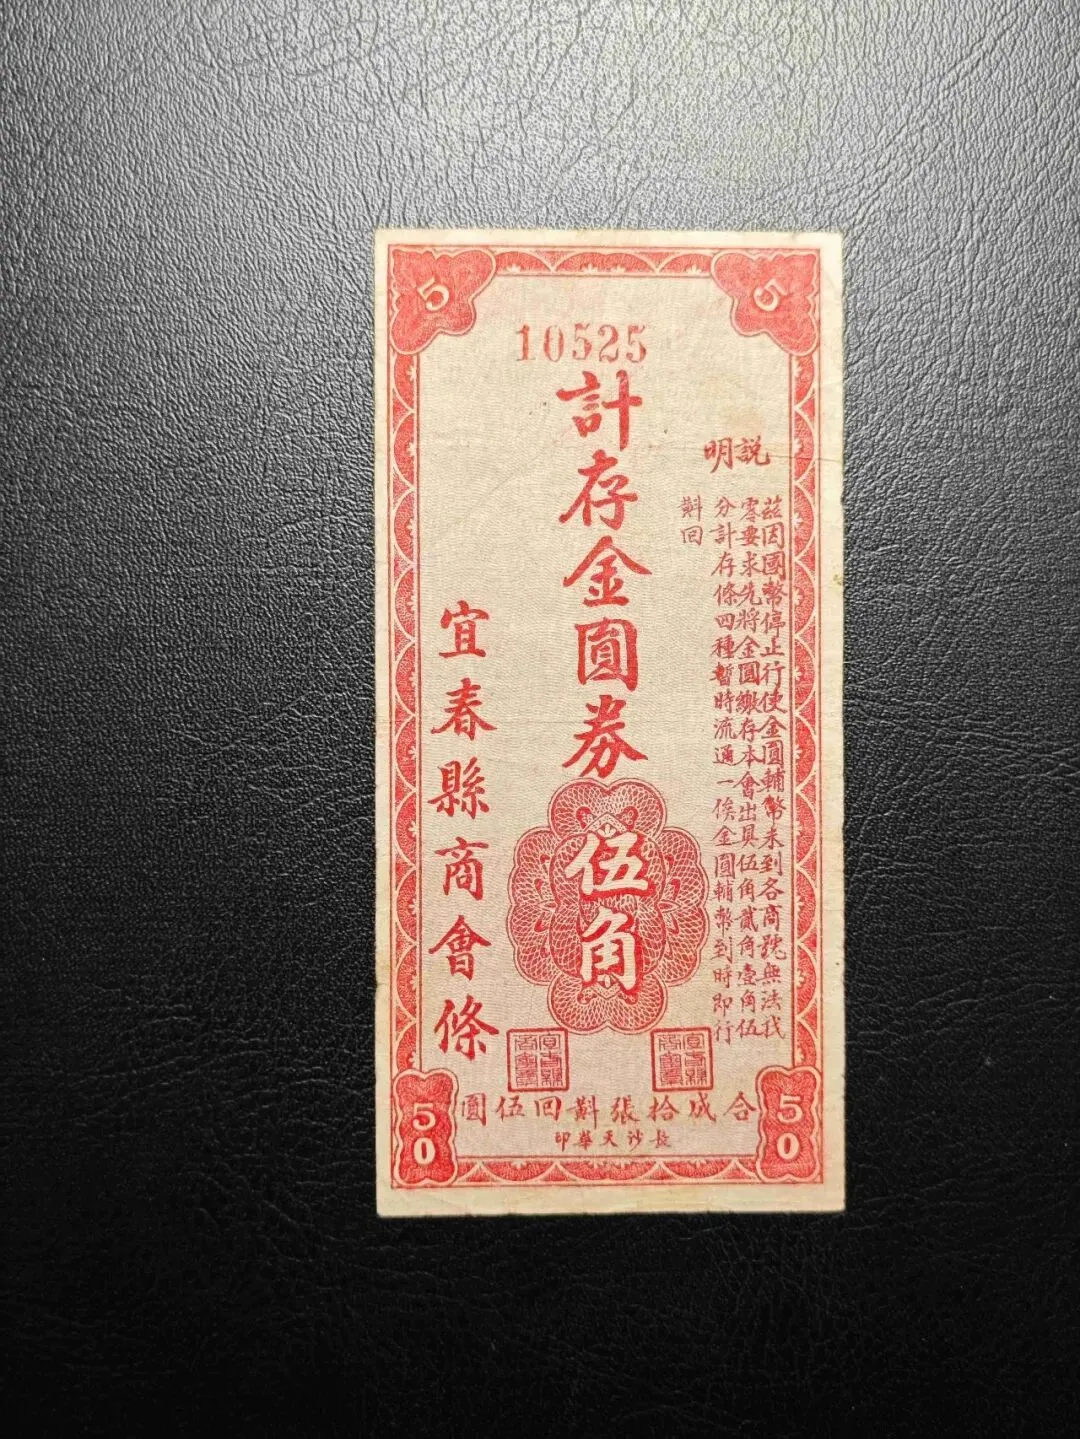 5
5
10525
說明
茲因國幣停止行使金圓輔幣未到各商號無法找
零要求先將金圓繳存本會出具伍角貳角壹角伍
分計存條四種暫時流通一俟金圓輔幣到時即行
斟回
計存金圓券伍角
宜春縣商會條
合成拾張斟回伍圓
長沙天華印
50
50